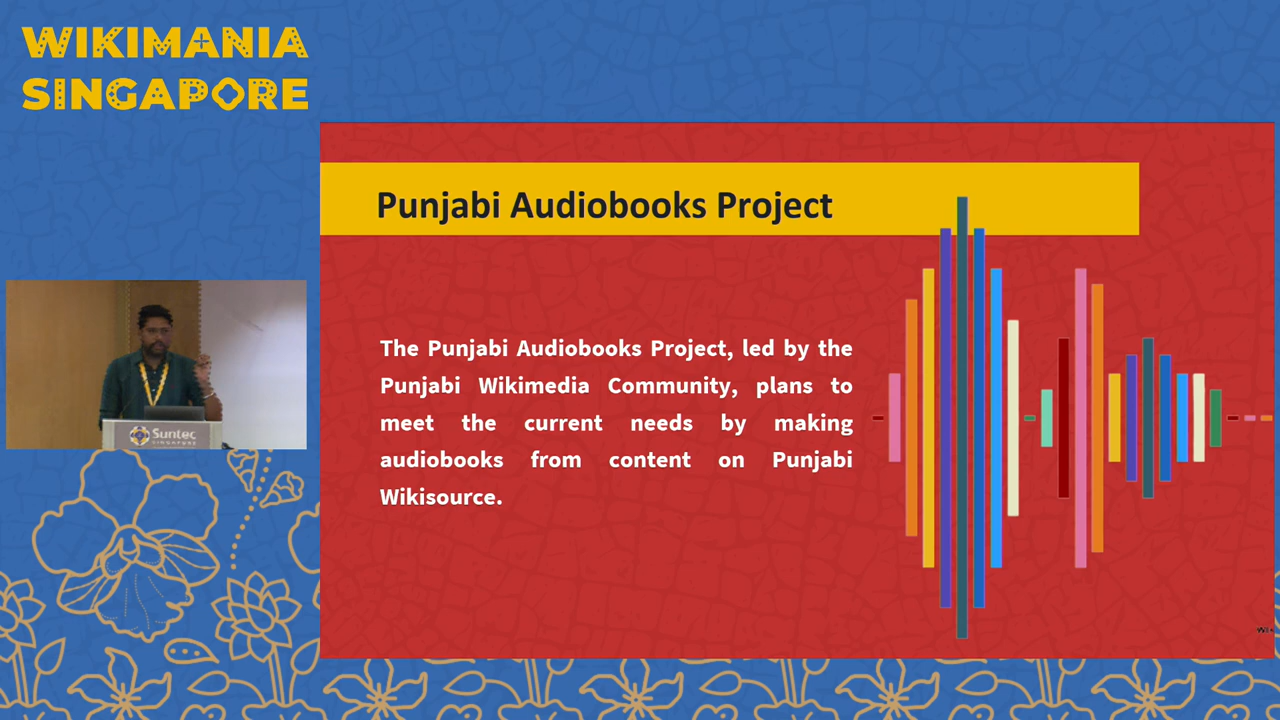 WIKIMANIA
SINGAPORE
Punjabi Audiobooks Project
The Punjabi Audiobooks Project, led by the
Punjabi Wikimedia Community, plans to
meet the current needs by making
audiobooks from content on Punjabi
Wikisource.
Suntec
SINGAPORE